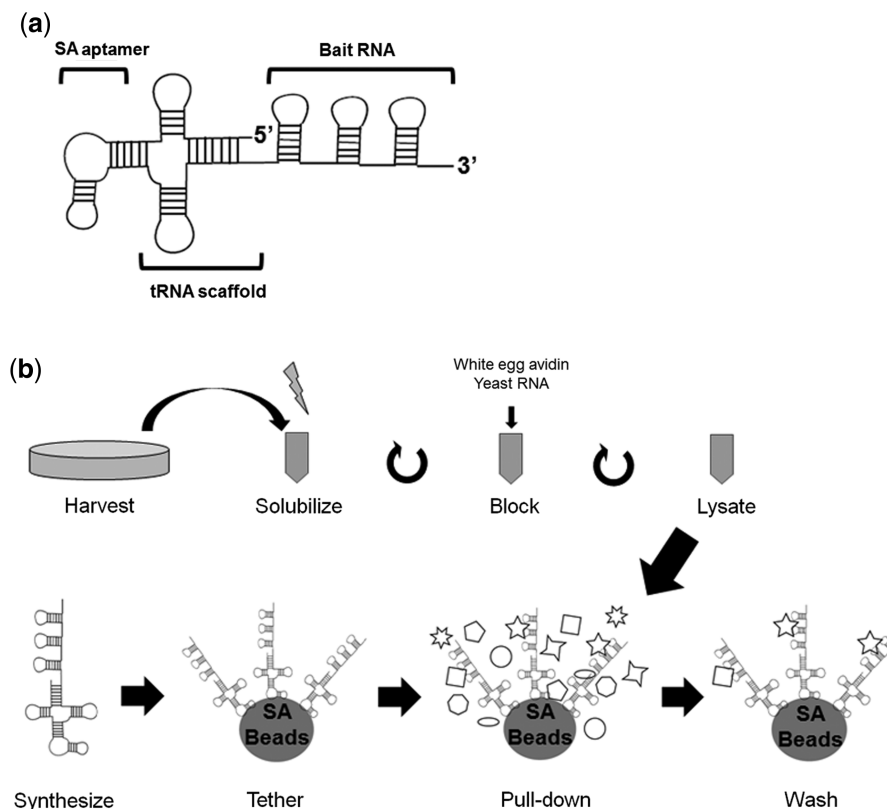 (a)
SA aptamer
Bait RNA
5'
3'
tRNA scaffold
(b)
White egg avidin
Yeast RNA
Harvest
Solubilize
Block
Lysate
SA
Beads
SA
Beads
SA
Beads
Synthesize
Tether
Pull-down
Wash